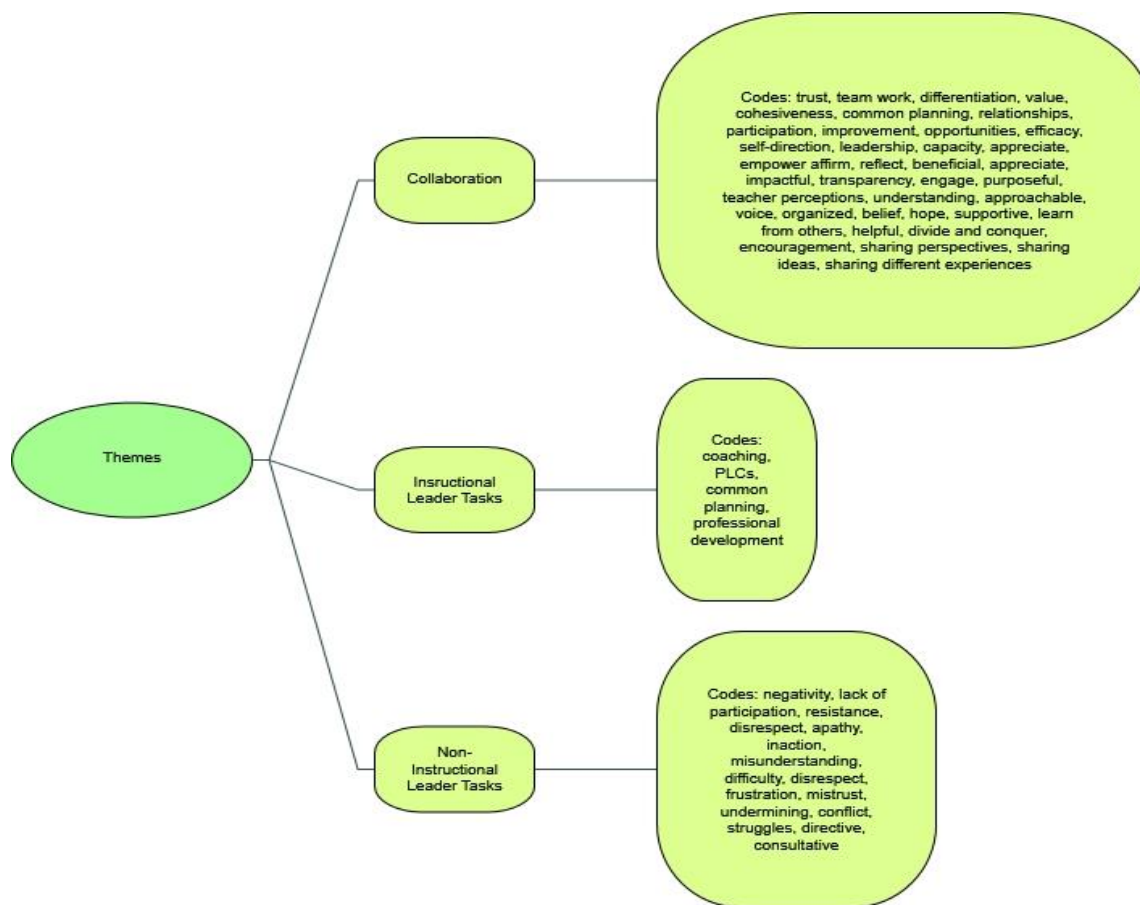 Themes
Collaboration
Codes: trust, team work, differentiation, value,
cohesiveness, common planning, relationships,
participation, improvement, opportunities, efficacy,
self-direction, leadership, capacity, appreciate,
empower affirm, reflect, beneficial, appreciate,
impactful, transparency, engage, purposeful,
teacher perceptions, understanding, approachable,
voice, organized, belief, hope, supportive, learn
from others, helpful, divide and conquer,
encouragement, sharing perspectives, sharing
ideas, sharing different experiences
Insructional
Leader Tasks
Codes:
coaching,
PLCs,
common
planning,
professional
development
Non-
Instructional
Leader Tasks
Codes: negativity, lack of
participation, resistance,
disrespect, apathy,
inaction,
misunderstanding,
difficulty, disrespect,
frustration, mistrust,
undermining, conflict,
struggles, directive,
consultative